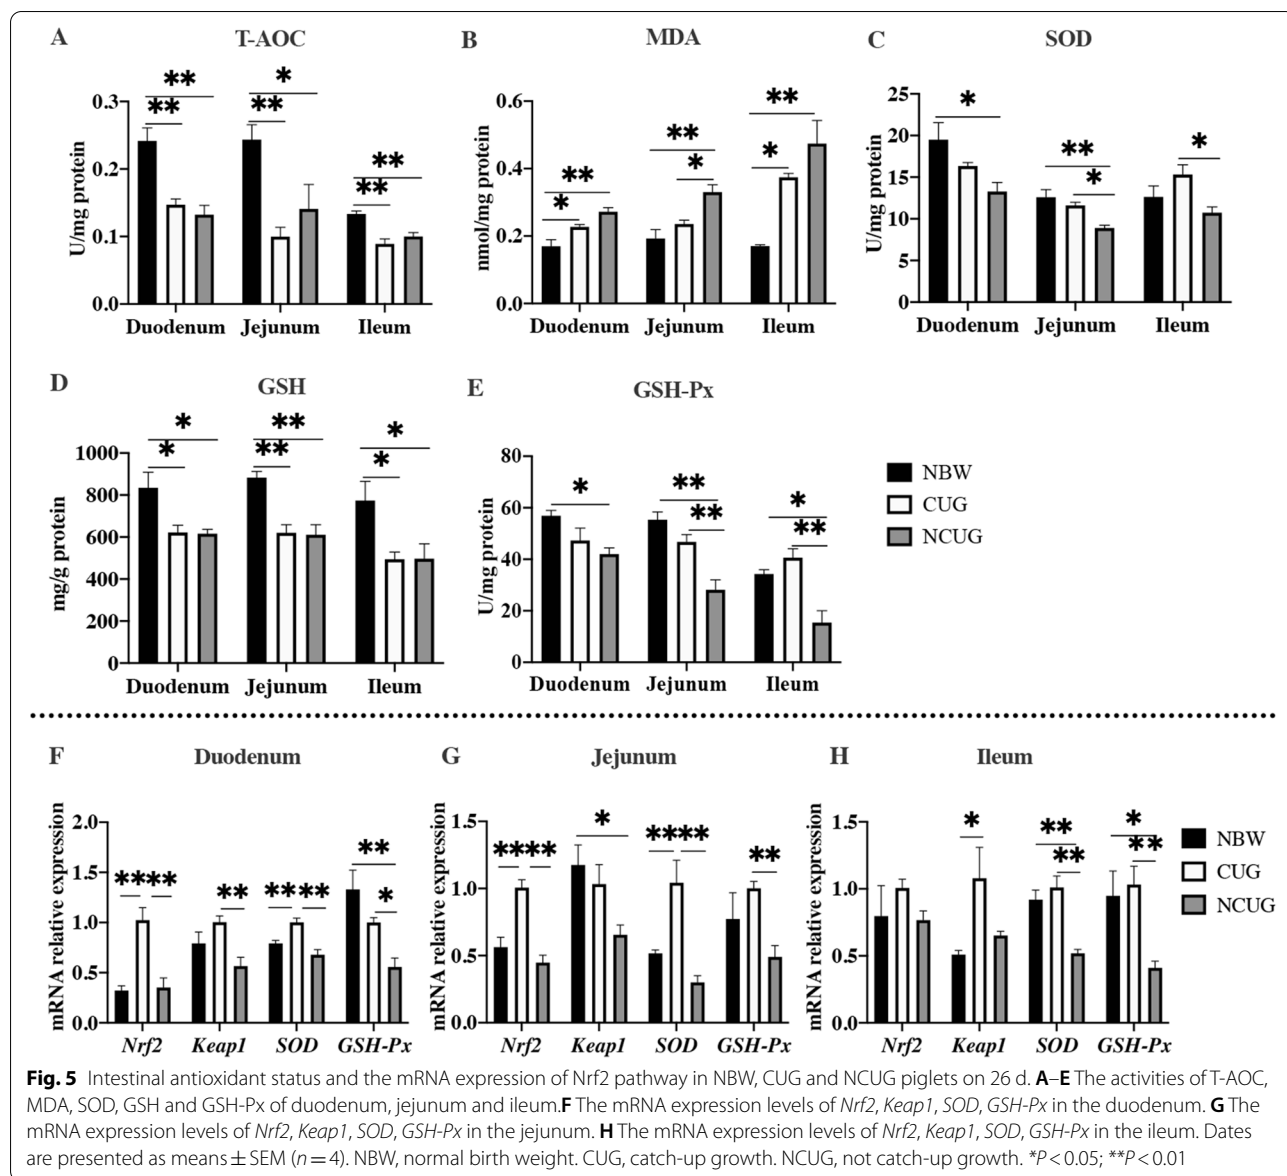 A
T-AOC
U/mg protein
0.3
0.2
0.1
0.0
** ** ** * ** **
Duodenum Jejunum Ileum
B
MDA
nmol/mg protein
0.6
0.4
0.2
0.0
* ** ** * * **
Duodenum Jejunum Ileum
C
SOD
U/mg protein
25
20
15
10
5
0
* ** * *
Duodenum Jejunum Ileum
D
GSH
mg/g protein
1000
800
600
400
200
0
* * ** ** * *
Duodenum Jejunum Ileum
E
GSH-Px
U/mg protein
80
60
40
20
0
* ** ** * **
Duodenum Jejunum Ileum
NBW
CUG
NCUG
F
Duodenum
mRNA relative expression
2.0
1.5
1.0
0.5
0.0
** ** ** ** ** ** *
Nrf2 Keap1 SOD GSH-Px
G
Jejunum
mRNA relative expression
1.5
1.0
0.5
0.0
** ** * ** ** **
Nrf2 Keap1 SOD GSH-Px
H
Ileum
mRNA relative expression
1.5
1.0
0.5
0.0
* ** ** * **
Nrf2 Keap1 SOD GSH-Px
NBW
CUG
NCUG
Fig. 5 Intestinal antioxidant status and the mRNA expression of Nrf2 pathway in NBW, CUG and NCUG piglets on 26 d. A–E The activities of T-AOC,
MDA, SOD, GSH and GSH-Px of duodenum, jejunum and ileum.F The mRNA expression levels of Nrf2, Keap1, SOD, GSH-Px in the duodenum. G The
mRNA expression levels of Nrf2, Keap1, SOD, GSH-Px in the jejunum. H The mRNA expression levels of Nrf2, Keap1, SOD, GSH-Px in the ileum. Dates
are presented as means ± SEM (n = 4). NBW, normal birth weight. CUG, catch-up growth. NCUG, not catch-up growth. *P < 0.05; **P < 0.01